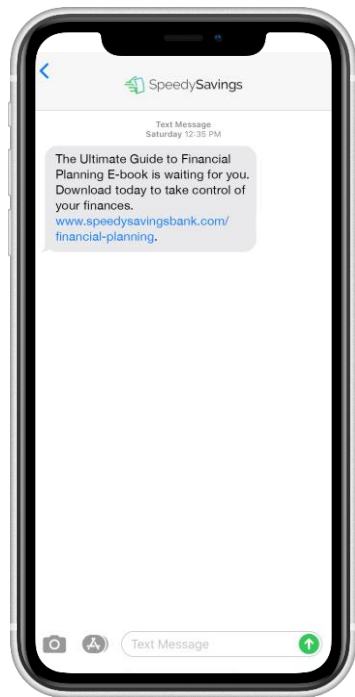 SpeedySavings
Text Message
Saturday 12:35 PM
The Ultimate Guide to Financial
Planning E-book is waiting for you.
Download today to take control of
your finances.
www.speedysavingsbank.com/
financial-planning.
Text Message